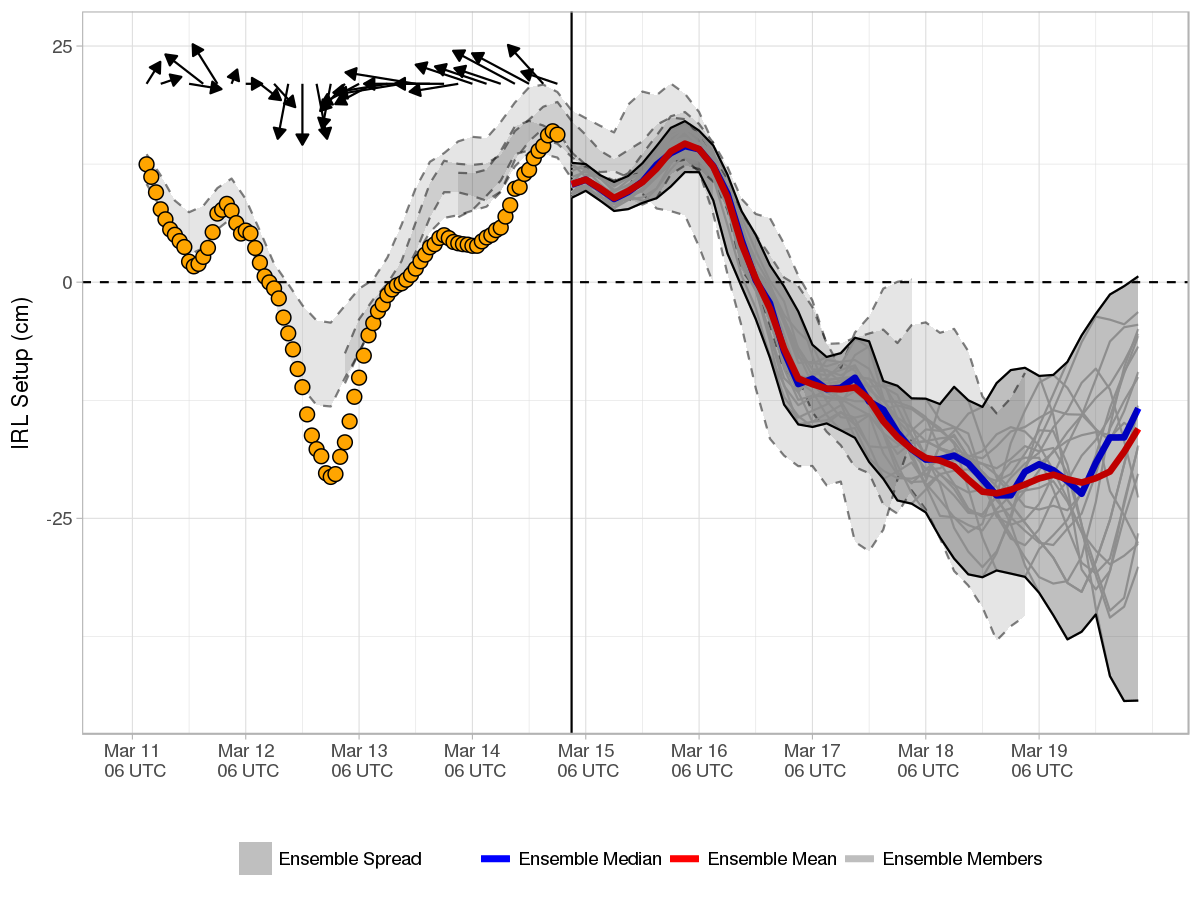 25
0
-25
IRL Setup (cm)
Mar 11
06 UTC
Mar 12
06 UTC
Mar 13
06 UTC
Mar 14
06 UTC
Mar 15
06 UTC
Mar 16
06 UTC
Mar 17
06 UTC
Mar 18
06 UTC
Mar 19
06 UTC
Ensemble Spread
Ensemble Median
Ensemble Mean
Ensemble Members